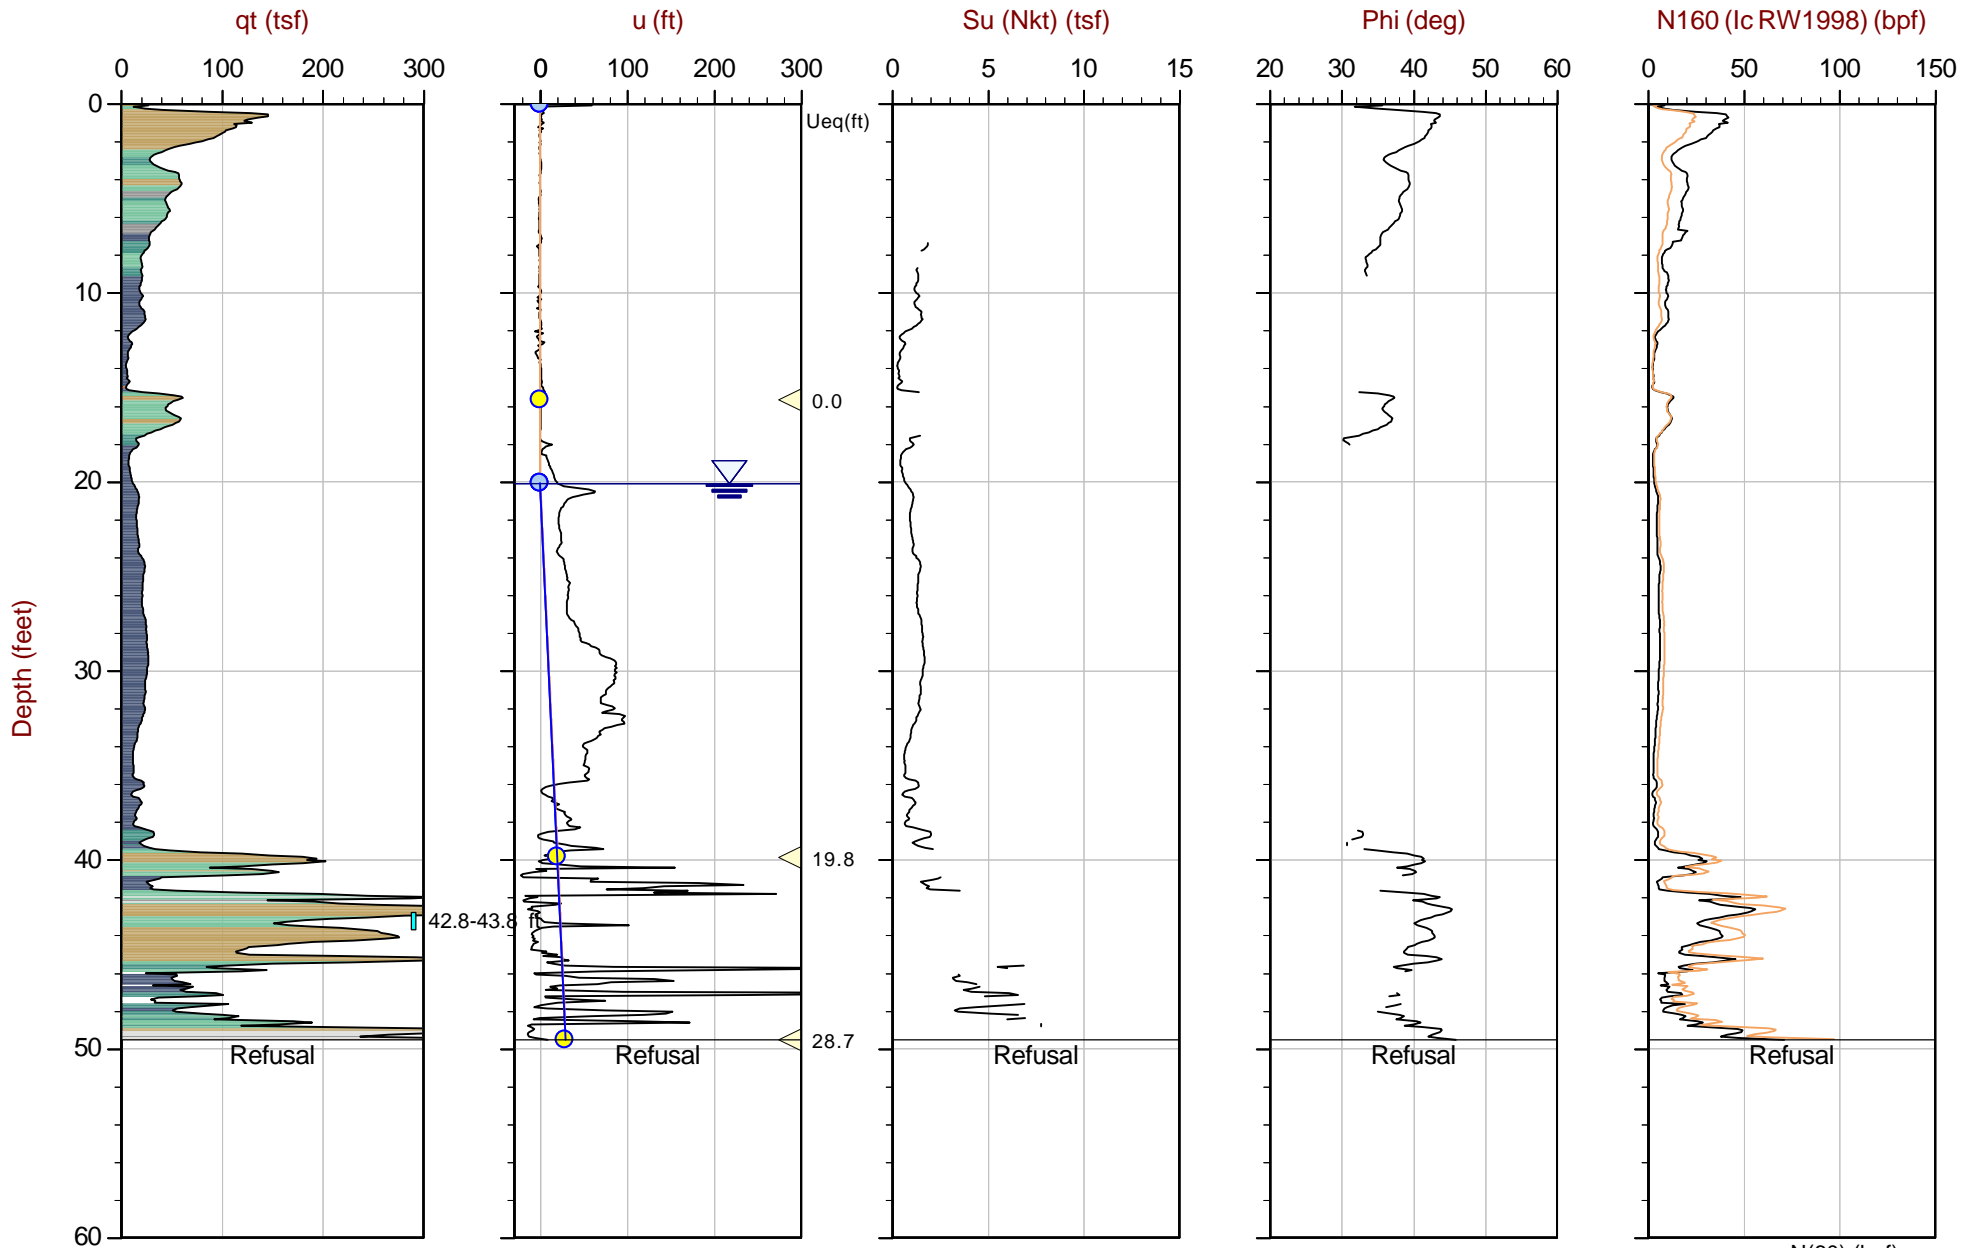 qt (tsf) u (ft) Su (Nkt) (tsf) Phi (deg) N160 (Ic RW1998) (bpf)
0 100 200 300 0 100 200 300 0 5 10 15 20 30 40 50 60 0 50 100 150
0
Ueq(ft)
10
0.0
20
30
Depth (feet)
40
19.8
42.8-43.8 ft
50
28.7
Refusal Refusal Refusal Refusal Refusal
60